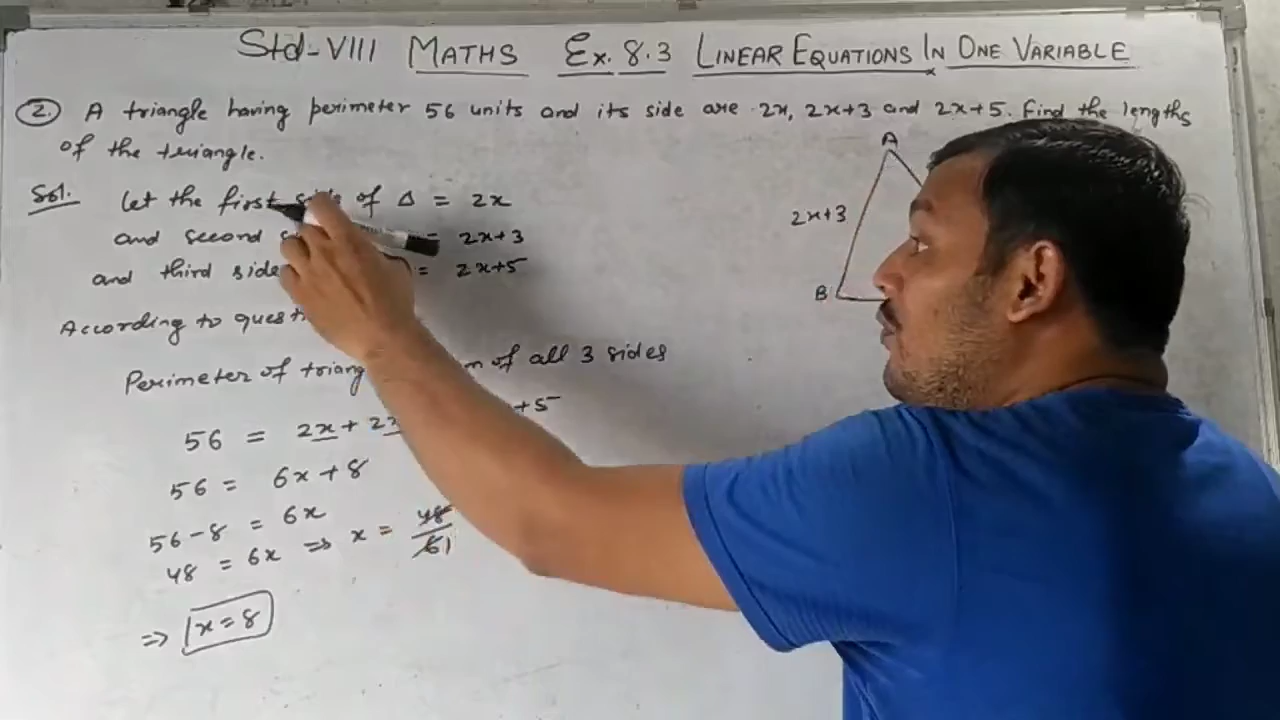 Std-VIII MATHS Ex. 8.3 LINEAR EQUATIONS IN ONE VARIABLE
2. A triangle having perimeter 56 units and its side are 2x, 2x+3 and 2x+5. Find the lengths
of the triangle.
Sol. Let the first side of Δ = 2x
and second = 2x+3
and third side = 2x+5
According to
Perimeter of of all 3 sides
56 = 2x + 2x +5
56 = 6x + 8
56-8 = 6x
48 = 6x ⇒ x = 48/6 1
⇒ x = 8
A
2x+3
B